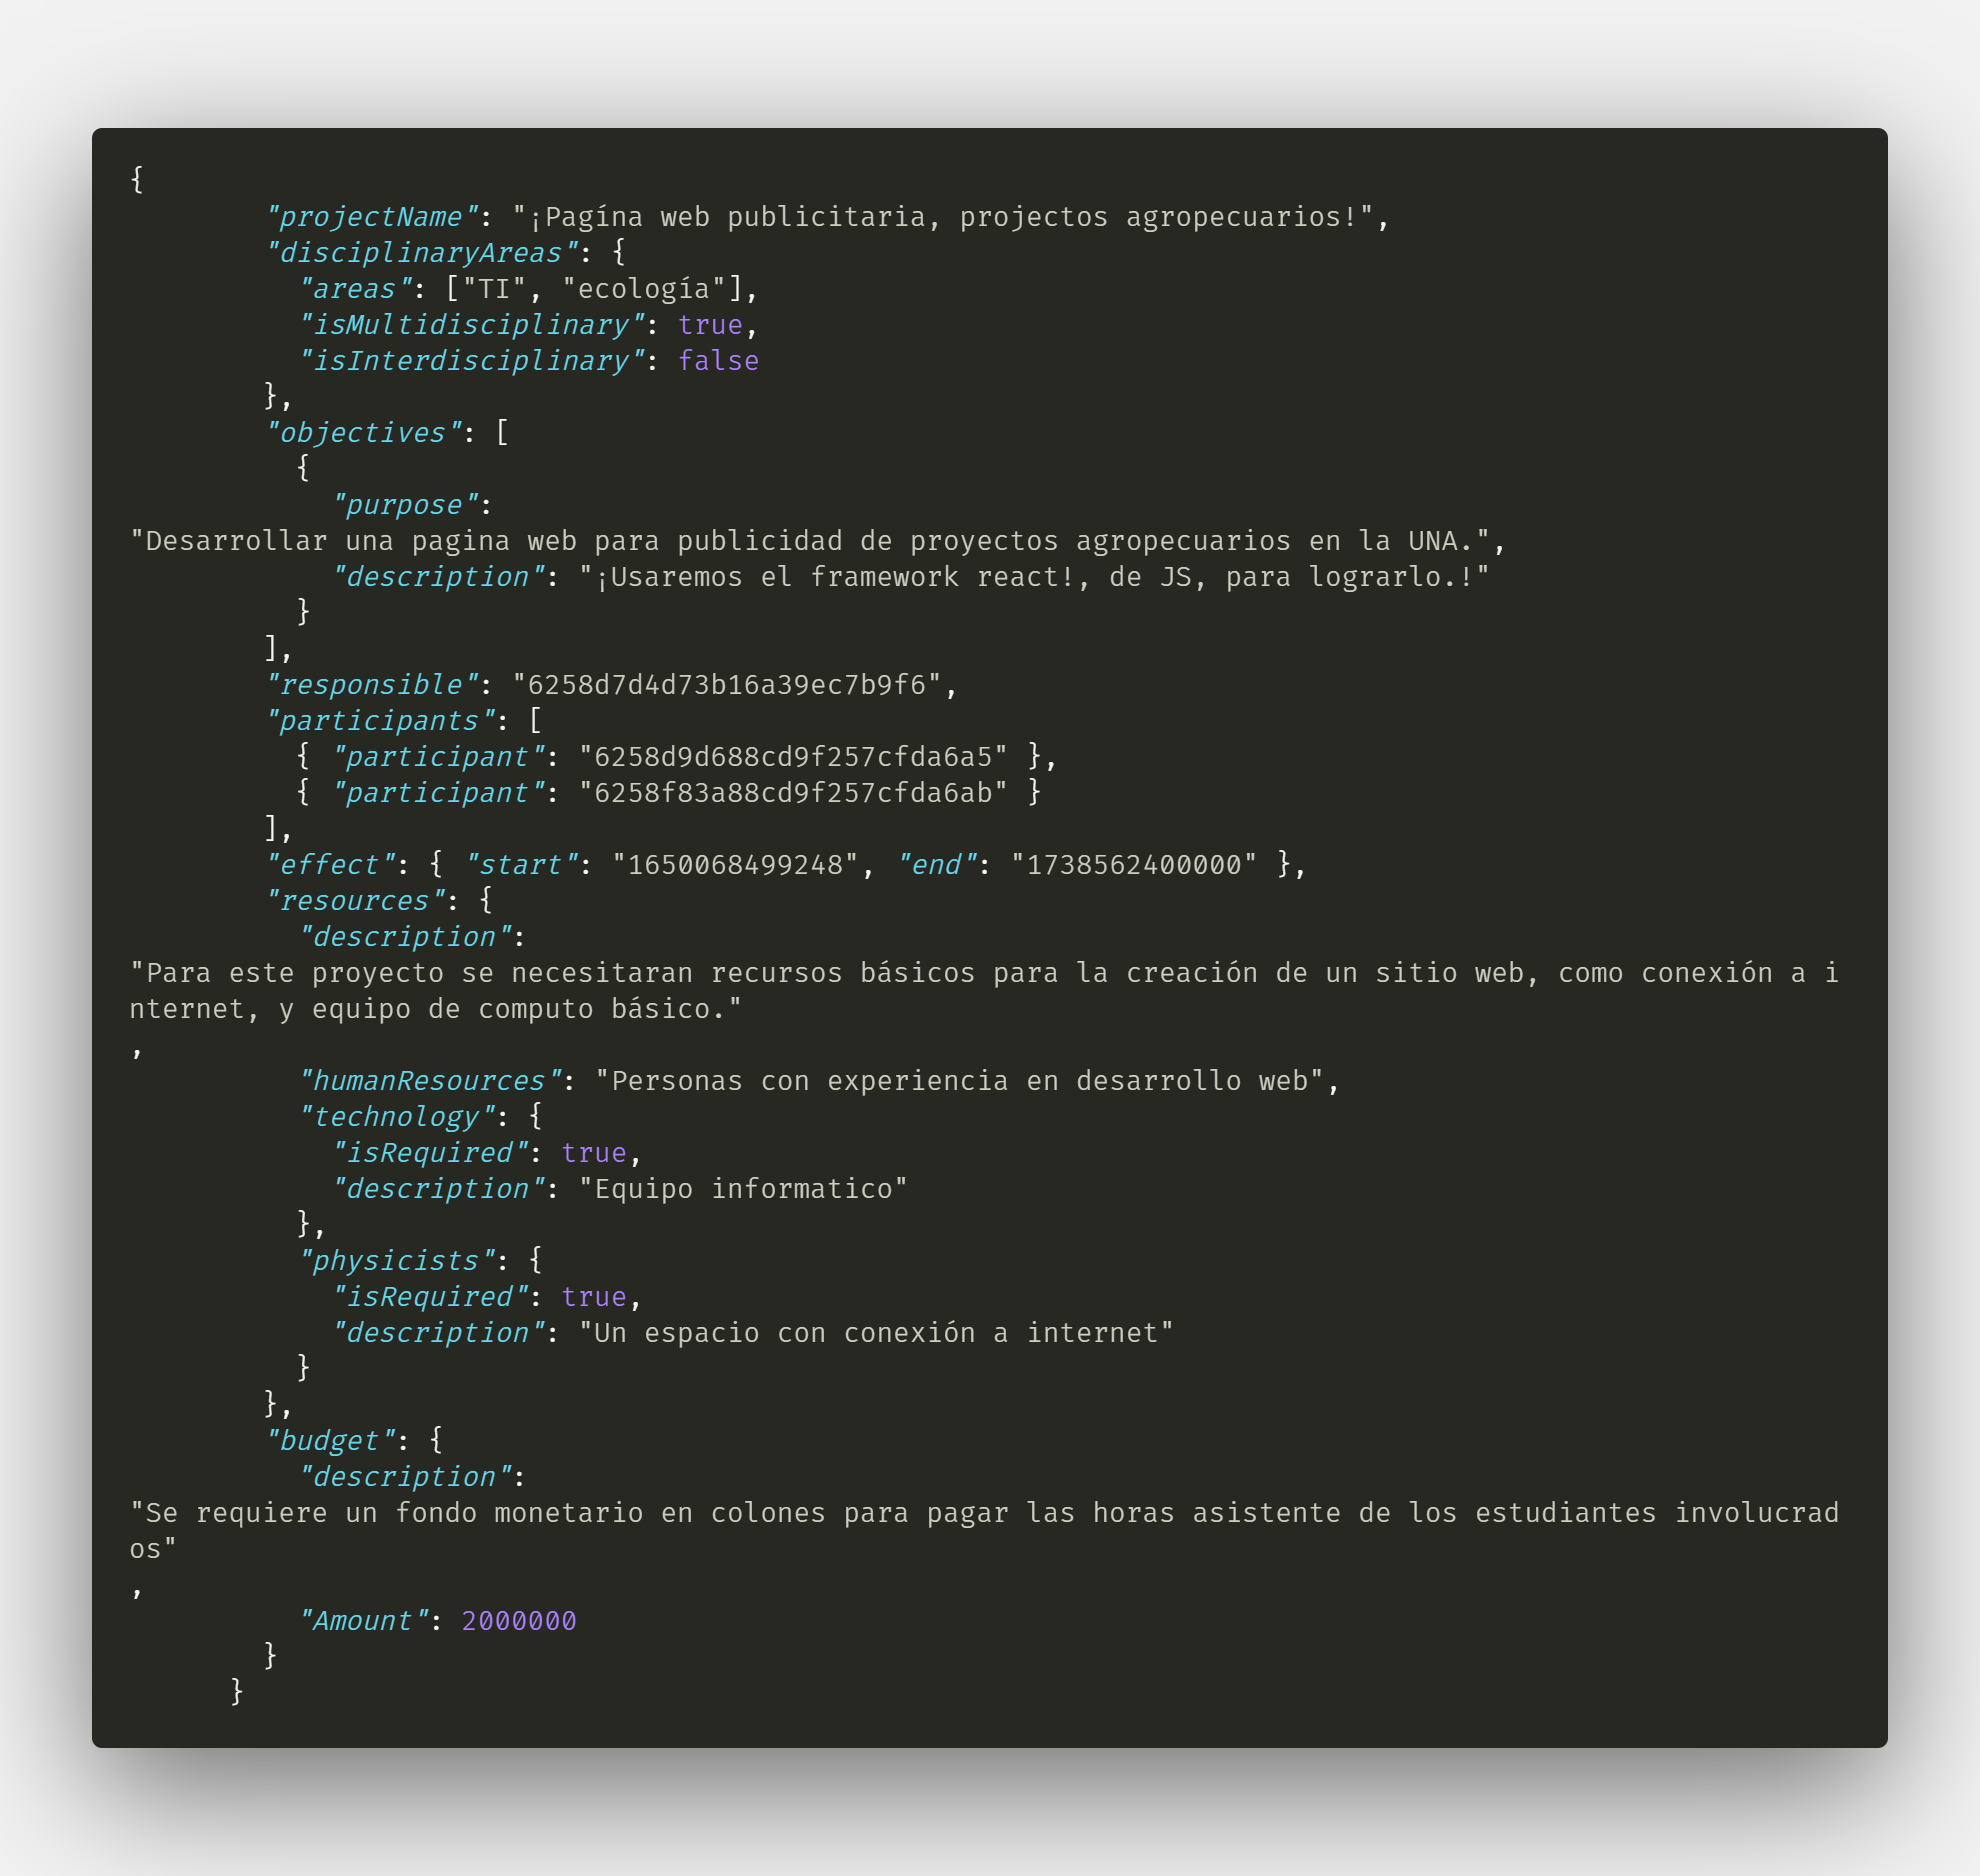 {
"projectName": "¡Pagína web publicitaria, projectos agropecuarios!",
"disciplinaryAreas": {
"areas": ["TI", "ecología"],
"isMultidisciplinary": true,
"isInterdisciplinary": false
},
"objectives": [
{
"purpose":
"Desarrollar una pagina web para publicidad de proyectos agropecuarios en la UNA.",
"description": "¡Usaremos el framework react!, de JS, para lograrlo.!"
}
],
"responsible": "6258d7d4d73b16a39ec7b9f6",
"participants": [
{ "participant": "6258d9d688cd9f257cfda6a5" },
{ "participant": "6258f83a88cd9f257cfda6ab" }
],
"effect": { "start": "1650068499248", "end": "1738562400000" },
"resources": {
"description":
"Para este proyecto se necesitaran recursos básicos para la creación de un sitio web, como conexión a i
nternet, y equipo de computo básico."
,
"humanResources": "Personas con experiencia en desarrollo web",
"technology": {
"isRequired": true,
"description": "Equipo informatico"
},
"physicists": {
"isRequired": true,
"description": "Un espacio con conexión a internet"
}
},
"budget": {
"description":
"Se requiere un fondo monetario en colones para pagar las horas asistente de los estudiantes involucrad
os"
,
"Amount": 2000000
}
}